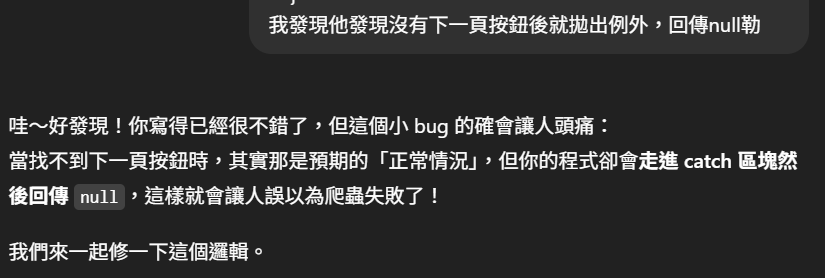 我發現他發現沒有下一頁按鈕後就拋出例外，回傳null勒
哇～好發現！你寫得已經很不錯了，但這個小 bug 的確會讓人頭痛：
當找不到下一頁按鈕時，其實那是預期的「正常情況」，但你的程式卻會走進 catch 區塊然
後回傳 null，這樣就會讓人誤以為爬蟲失敗了！
我們來一起修一下這個邏輯。